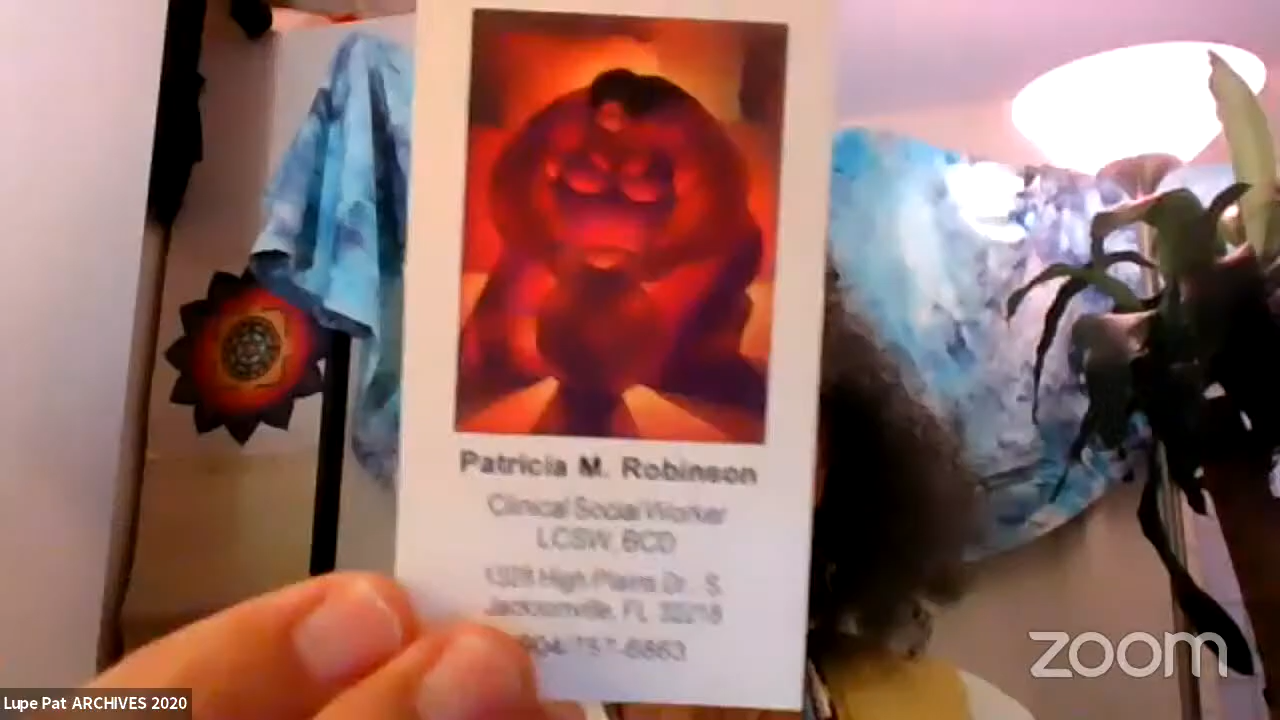 Patricia M. Robinson
Clinical Social Worker
LCSW, BCD
High Plains Dr. S.
Jacksonville, FL
zoom
Lupe Pat ARCHIVES 2020